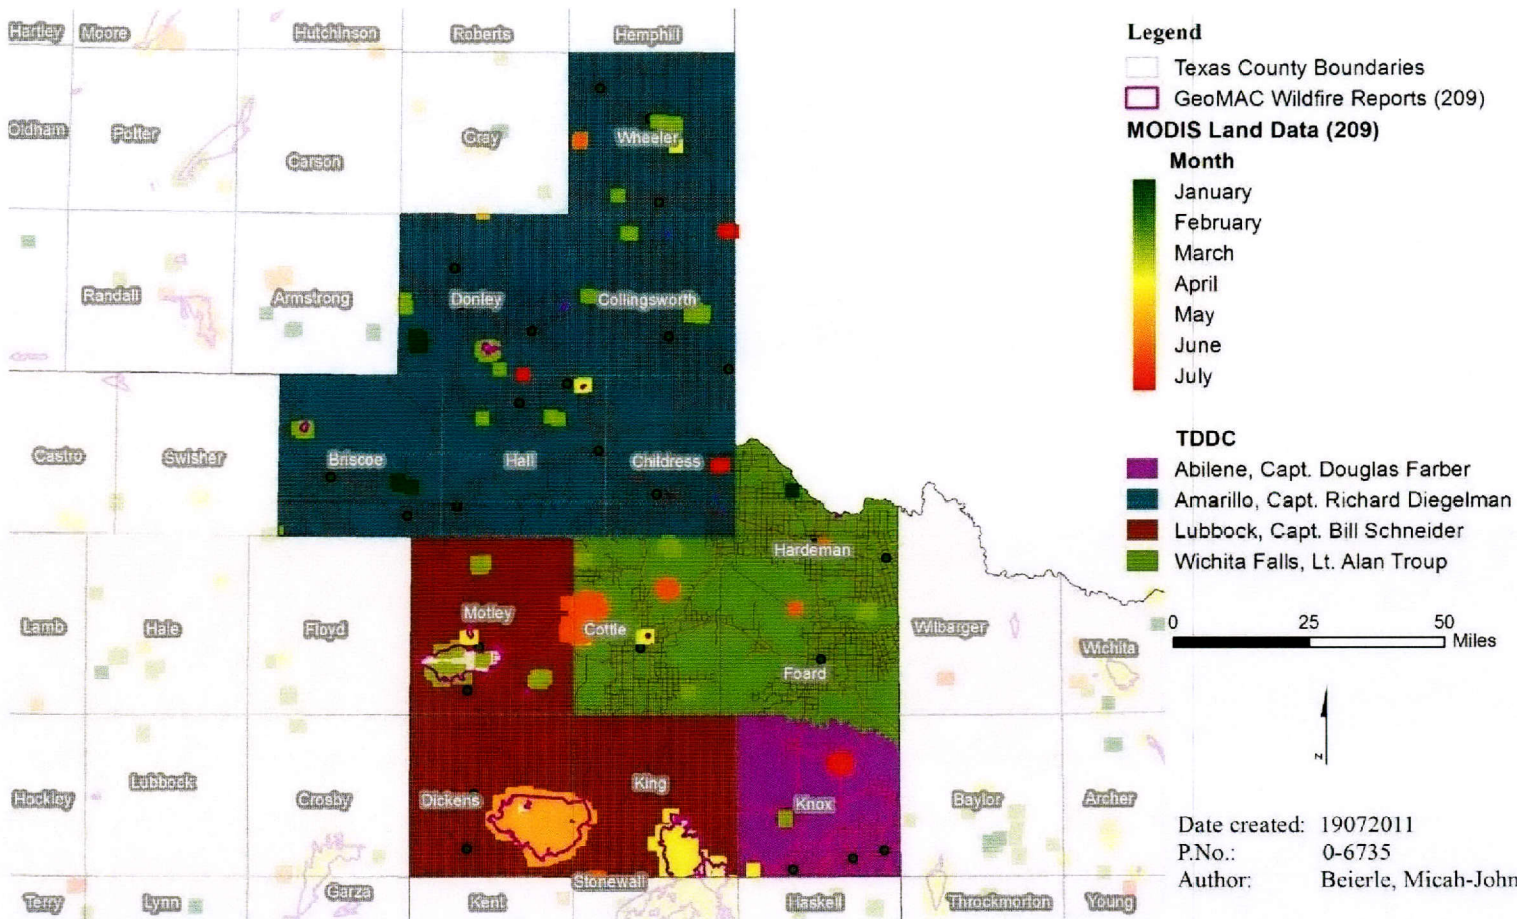 Hartley Moore Hutchinson Roberts Hemphill
Oldham Potter Carson Gray Wheeler
Randall Armstrong Donley Collingsworth
Castro Swisher Briscoe Hall Childress
Hardeman
Lamb Hale Floyd Motley Cottle Foard Wilbarger Wichita
Hockley Lubbock Crosby Dickens King Knox Baylor Archer
Terry Lynn Garza Kent Stonewall Haskell Throckmorton Young
Legend
Texas County Boundaries
GeoMAC Wildfire Reports (209)
MODIS Land Data (209)
Month
January
February
March
April
May
June
July
TDDC
Abilene, Capt. Douglas Farber
Amarillo, Capt. Richard Diegelman
Lubbock, Capt. Bill Schneider
Wichita Falls, Lt. Alan Troup
0 25 50
Miles
N
Date created: 19072011
P.No.: 0-6735
Author: Beierle, Micah-John